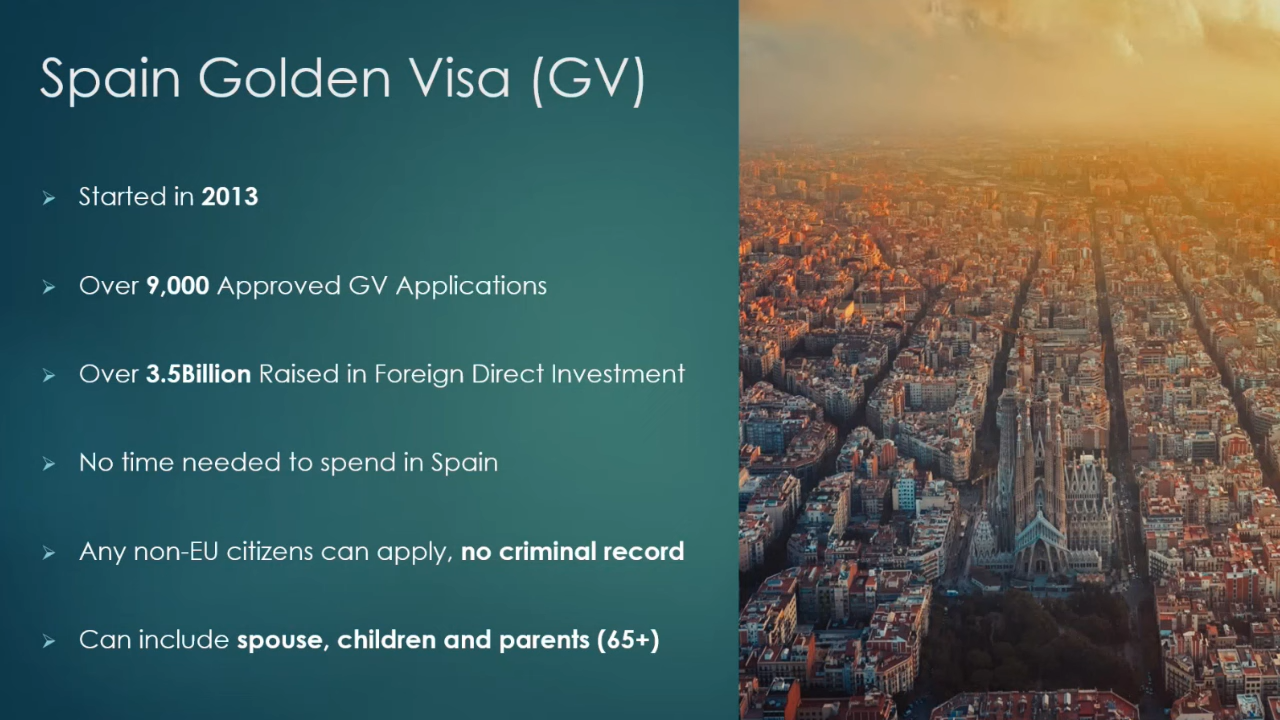 Spain Golden Visa (GV)
Started in 2013
Over 9,000 Approved GV Applications
Over 3.5Billion Raised in Foreign Direct Investment
No time needed to spend in Spain
Any non-EU citizens can apply, no criminal record
Can include spouse, children and parents (65+)